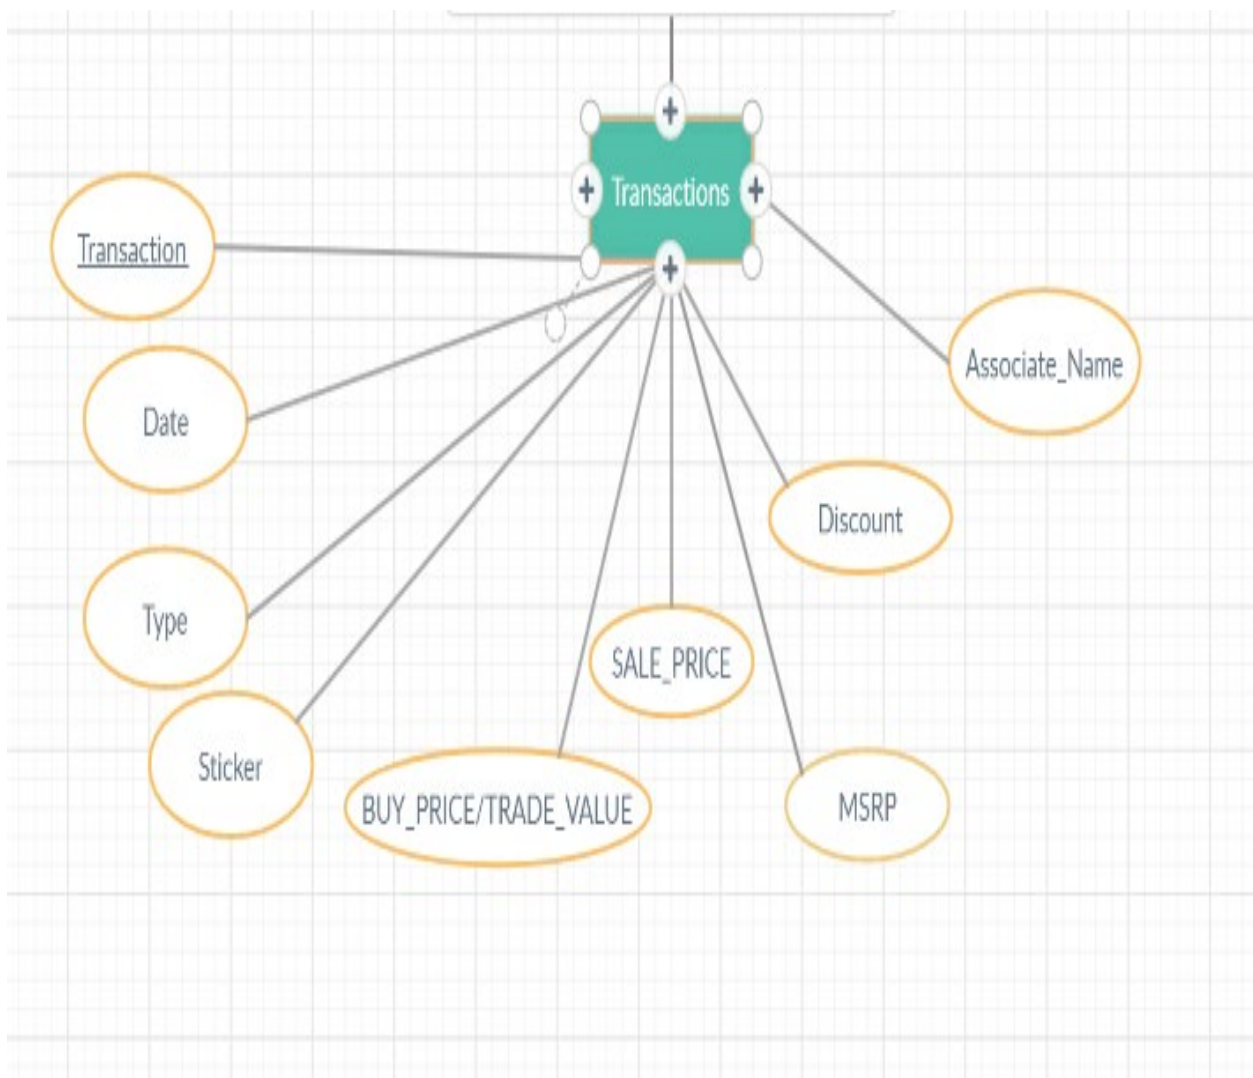 Transactions
Transaction
Associate_Name
Date
Discount
Type
SALE_PRICE
Sticker
BUY_PRICE/TRADE_VALUE
MSRP